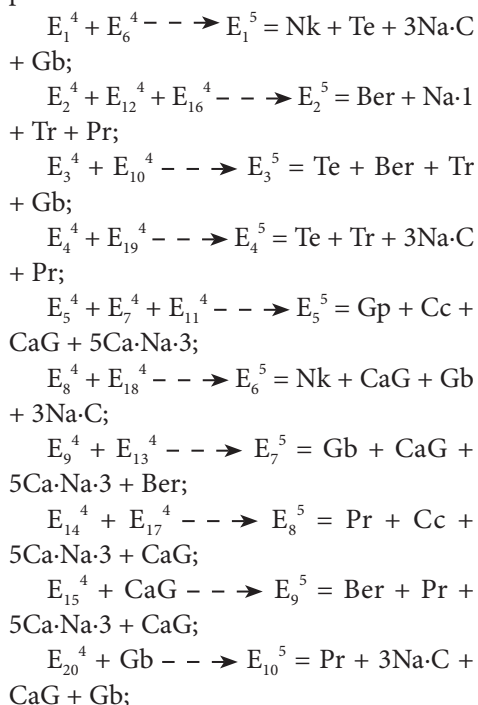 E₁⁴ + E₆⁴ – – → E₁⁵ = Nk + Te + 3Na·C
+ Gb;
E₂⁴ + E₁₂⁴ + E₁₆⁴ – – → E₂⁵ = Ber + Na·1
+ Tr + Pr;
E₃⁴ + E₁₀⁴ – – → E₃⁵ = Te + Ber + Tr
+ Gb;
E₄⁴ + E₁₉⁴ – – → E₄⁵ = Te + Tr + 3Na·C
+ Pr;
E₅⁴ + E₇⁴ + E₁₁⁴ – – → E₅⁵ = Gp + Cc +
CaG + 5Ca·Na·3;
E₈⁴ + E₁₈⁴ – – → E₆⁵ = Nk + CaG + Gb
+ 3Na·C;
E₉⁴ + E₁₃⁴ – – → E₇⁵ = Gb + CaG +
5Ca·Na·3 + Ber;
E₁₄⁴ + E₁₇⁴ – – → E₈⁵ = Pr + Cc +
5Ca·Na·3 + CaG;
E₁₅⁴ + CaG – – → E₉⁵ = Ber + Pr +
5Ca·Na·3 + CaG;
E₂₀⁴ + Gb – – → E₁₀⁵ = Pr + 3Na·C +
CaG + Gb;